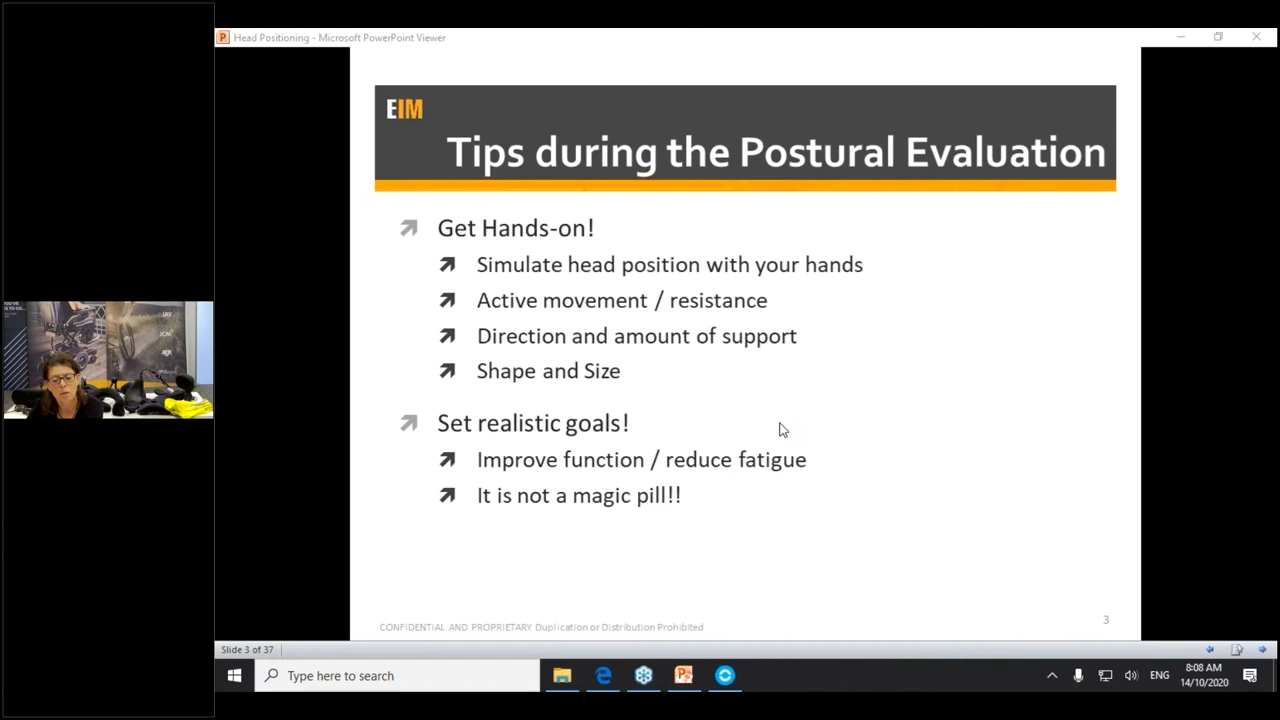 Head Positioning - Microsoft PowerPoint Viewer
EIM
Tips during the Postural Evaluation
Get Hands-on!
Simulate head position with your hands
Active movement / resistance
Direction and amount of support
Shape and Size
Set realistic goals!
Improve function / reduce fatigue
It is not a magic pill!!
CONFIDENTIAL AND PROPRIETARY Duplication or Distribution Prohibited
3
Slide 3 of 37
Type here to search
ENG
8:08 AM
14/10/2020